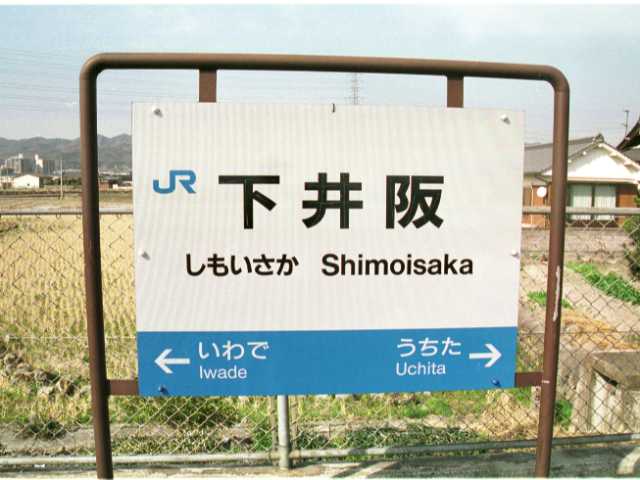 JR 下井阪
しもいさか Shimoisaka
← いわで うちた →
Iwade Uchita